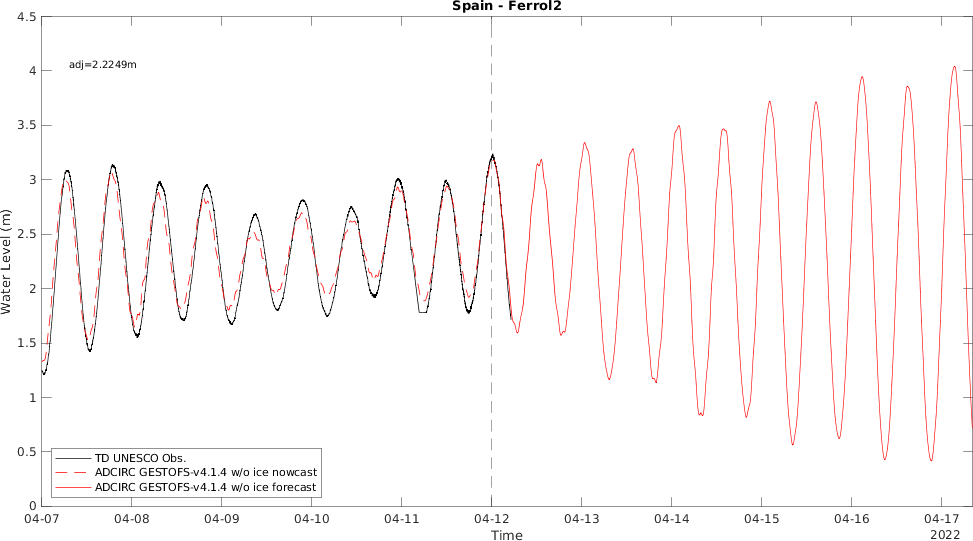 Spain - Ferrol2
adj=2.2249m
4.5
4
3.5
3
2.5
2
1.5
1
0.5
0
Water Level (m)
TD UNESCO Obs.
ADCIRC GESTOFS-v4.1.4 w/o ice nowcast
ADCIRC GESTOFS-v4.1.4 w/o ice forecast
04-07 04-08 04-09 04-10 04-11 04-12 04-13 04-14 04-15 04-16 04-17
Time
2022